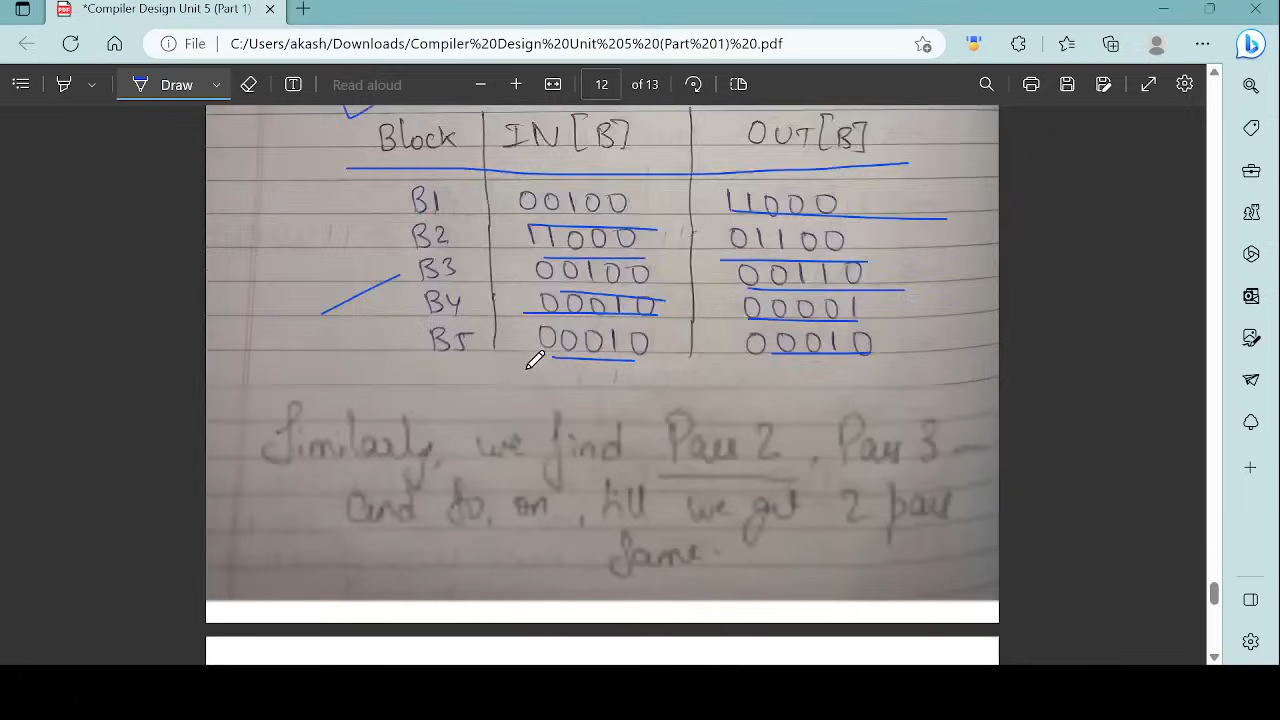 *Compiler Design Unit 5 (Part 1)
File C:/Users/akash/Downloads/Compiler%20Design%20Unit%205%20(Part%201)%20.pdf
Draw Read aloud 12 of 13
Block IN[B] OUT[B]
B1 00100 11000
B2 11000 01100
B3 00100 00110
B4 00010 00001
B5 00010 00010
Similarly, we find Pass 2, Pass 3 —
and so, on, till we get 2 pass
same.